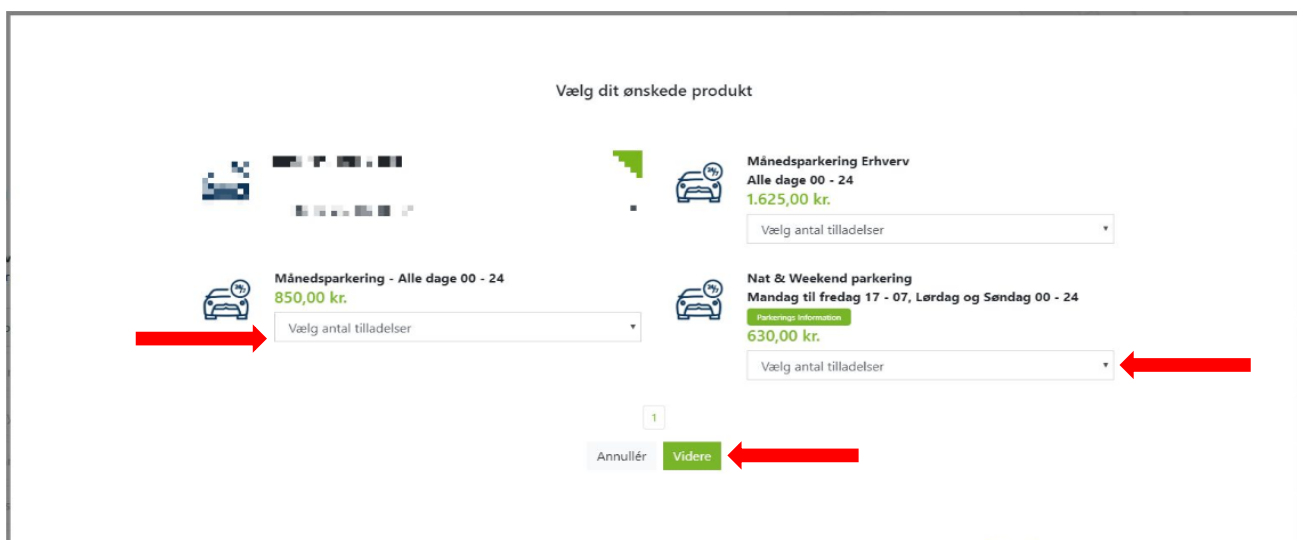 Vælg dit ønskede produkt
Månedsparkering Erhverv
Alle dage 00 - 24
1.625,00 kr.
Vælg antal tilladelser
Månedsparkering - Alle dage 00 - 24
850,00 kr.
Vælg antal tilladelser
Nat & Weekend parkering
Mandag til fredag 17 - 07, Lørdag og Søndag 00 - 24
Parkerings Information
630,00 kr.
Vælg antal tilladelser
1
Annullér Videre